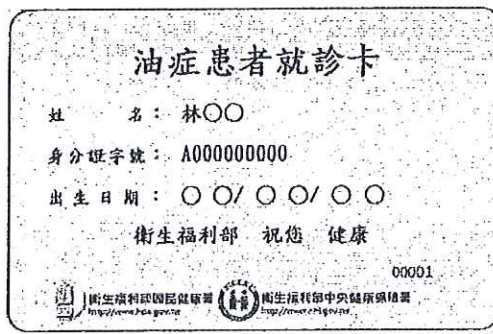 油症患者就診卡
姓名：林○○
身分證字號：A000000000
出生日期：○○/○○/○○
衛生福利部 祝您 健康
00001
衛生福利部國民健康署 衛生福利部中央健康保險署